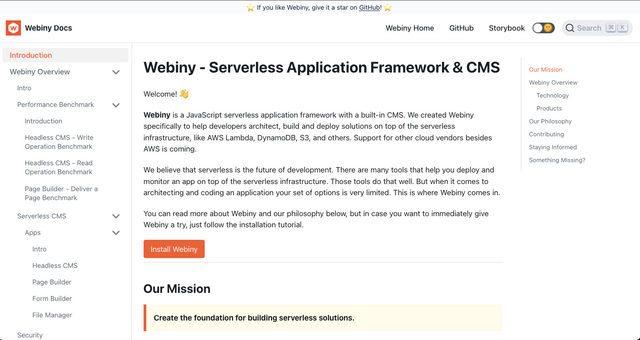 ⭐ If you like Webiny, give it a star on GitHub! ⭐
Webiny Docs
Webiny Home
GitHub
Storybook
Search
⌘
K
Introduction
Webiny Overview
Intro
Performance Benchmark
Introduction
Headless CMS - Write
Operation Benchmark
Headless CMS - Read
Operation Benchmark
Page Builder - Deliver a
Page Benchmark
Serverless CMS
Apps
Intro
Headless CMS
Page Builder
Form Builder
File Manager
Security
Webiny - Serverless Application Framework & CMS
Welcome! 👋
Webiny is a JavaScript serverless application framework with a built-in CMS. We created Webiny
specifically to help developers architect, build and deploy solutions on top of the serverless
infrastructure, like AWS Lambda, DynamoDB, S3, and others. Support for other cloud vendors besides
AWS is coming.
We believe that serverless is the future of development. There are many tools that help you deploy and
monitor an app on top of the serverless infrastructure. Those tools do that well. But when it comes to
architecting and coding an application your set of options is very limited. This is where Webiny comes in.
You can read more about Webiny and our philosophy below, but in case you want to immediately give
Webiny a try, just follow the installation tutorial.
Install Webiny
Our Mission
Create the foundation for building serverless solutions.
Our Mission
Webiny Overview
Technology
Products
Our Philosophy
Contributing
Staying Informed
Something Missing?